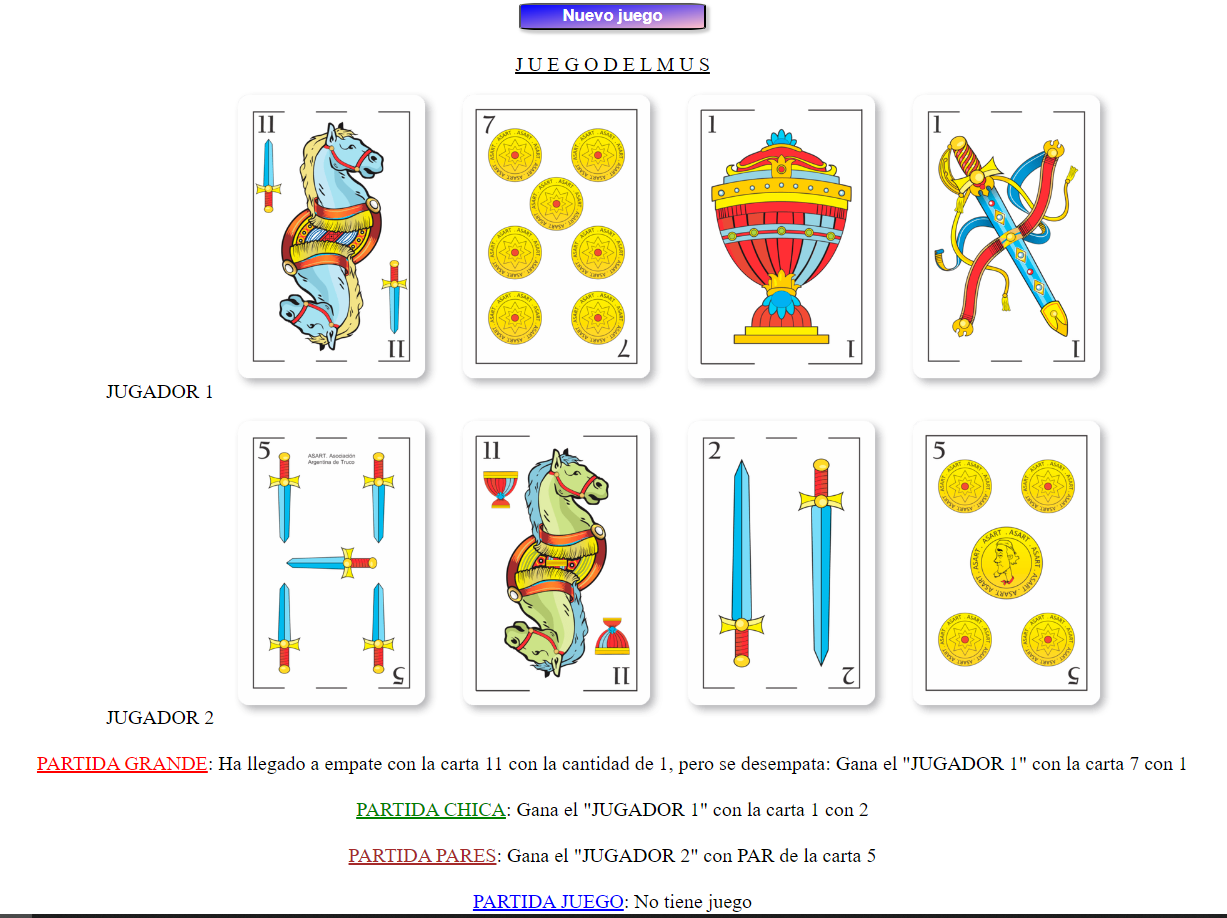 Nuevo juego
J U E G O D E L M U S
11 7 1 1
11 7 1 1
JUGADOR 1
5 ASART. Asociación Argentina de Truco 11 2 5
ASART . ASART . ASART . ASART
5 11 2 5
JUGADOR 2
PARTIDA GRANDE: Ha llegado a empate con la carta 11 con la cantidad de 1, pero se desempata: Gana el "JUGADOR 1" con la carta 7 con 1
PARTIDA CHICA: Gana el "JUGADOR 1" con la carta 1 con 2
PARTIDA PARES: Gana el "JUGADOR 2" con PAR de la carta 5
PARTIDA JUEGO: No tiene juego